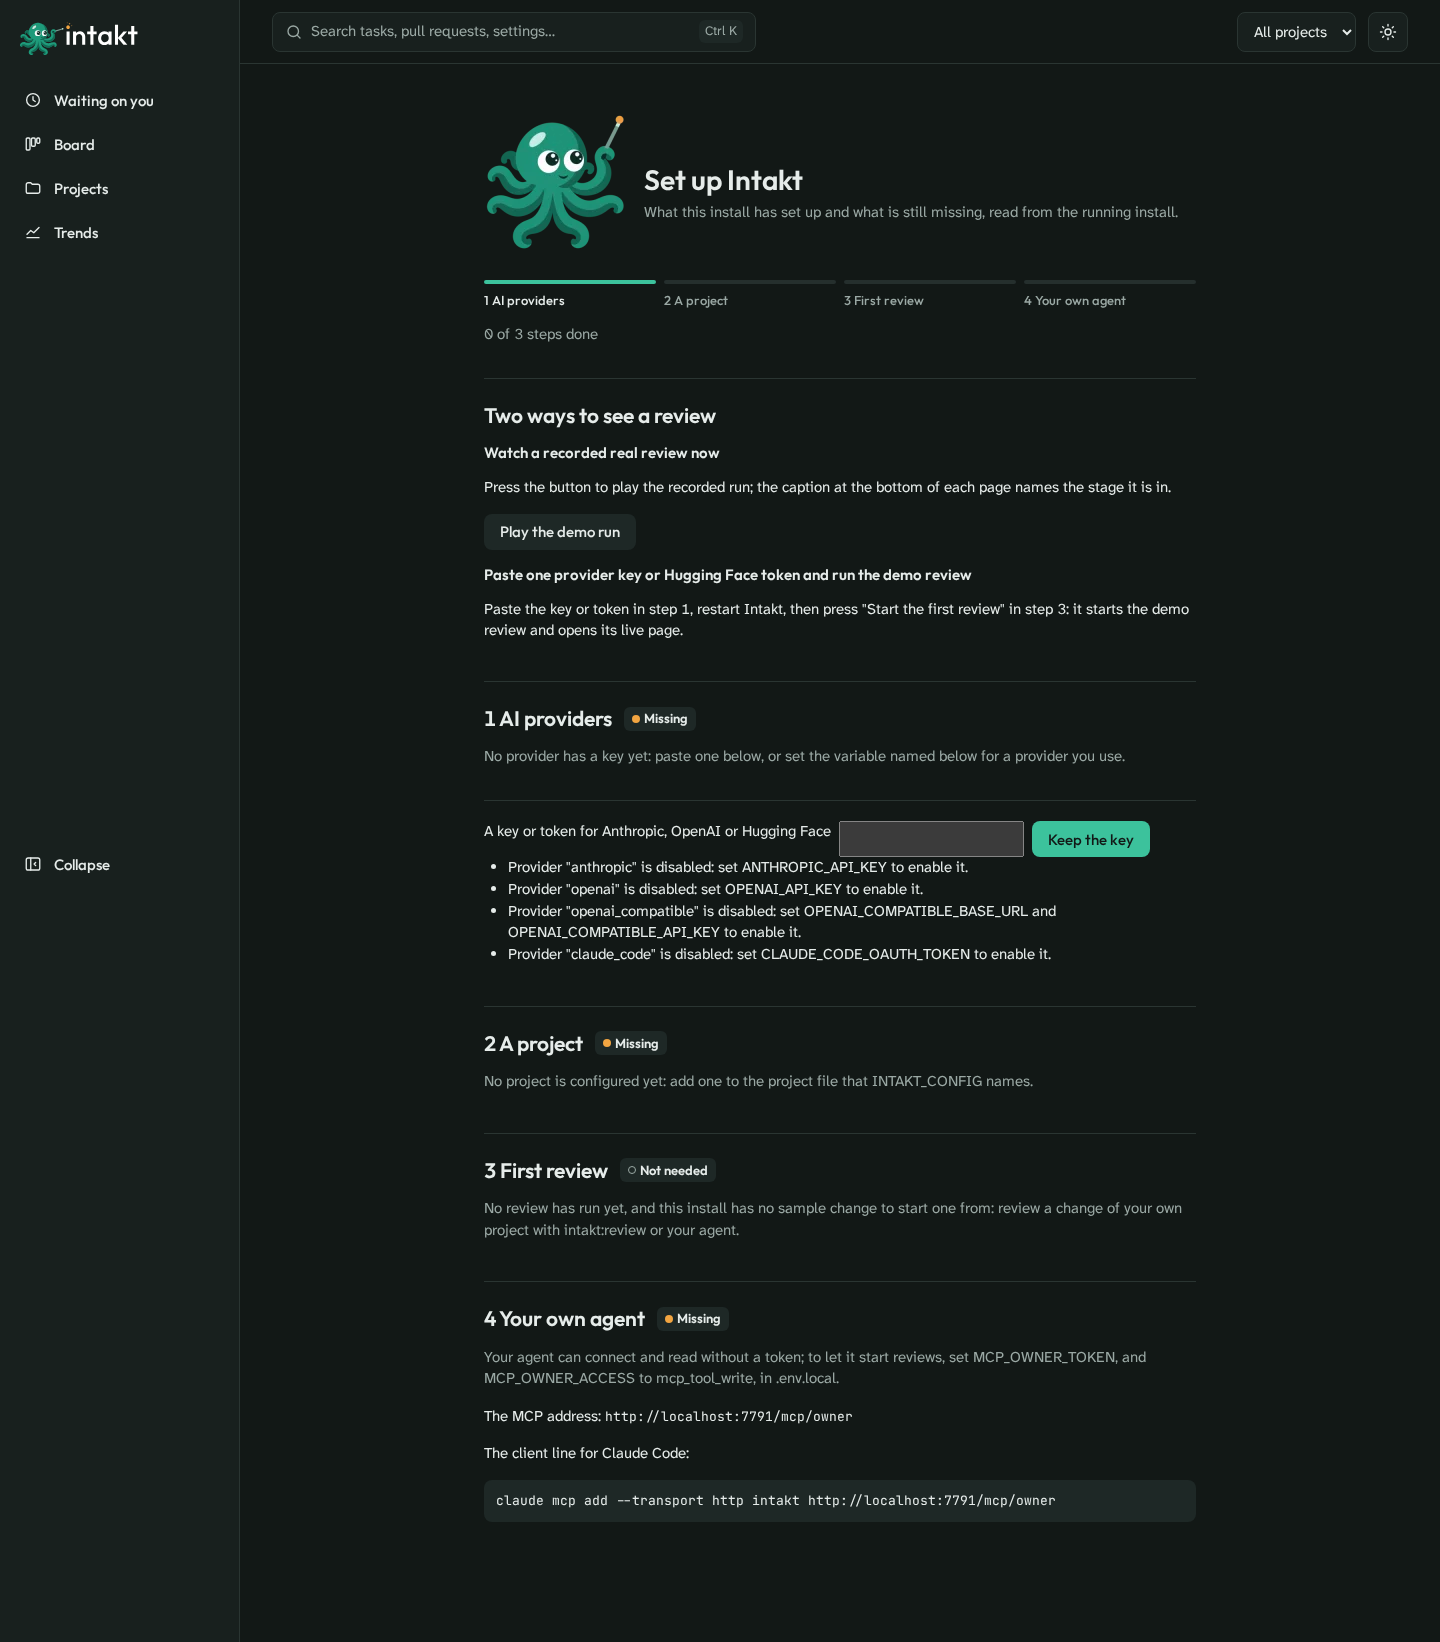 intakt
Search tasks, pull requests, settings...
Ctrl K
All projects
Waiting on you
Board
Projects
Trends
Collapse
Set up Intakt
What this install has set up and what is still missing, read from the running install.
1 AI providers
2 A project
3 First review
4 Your own agent
0 of 3 steps done
Two ways to see a review
Watch a recorded real review now
Press the button to play the recorded run; the caption at the bottom of each page names the stage it is in.
Play the demo run
Paste one provider key or Hugging Face token and run the demo review
Paste the key or token in step 1, restart Intakt, then press "Start the first review" in step 3: it starts the demo
review and opens its live page.
1 AI providers
Missing
No provider has a key yet: paste one below, or set the variable named below for a provider you use.
A key or token for Anthropic, OpenAI or Hugging Face
Keep the key
Provider "anthropic" is disabled: set ANTHROPIC_API_KEY to enable it.
Provider "openai" is disabled: set OPENAI_API_KEY to enable it.
Provider "openai_compatible" is disabled: set OPENAI_COMPATIBLE_BASE_URL and
OPENAI_COMPATIBLE_API_KEY to enable it.
Provider "claude_code" is disabled: set CLAUDE_CODE_OAUTH_TOKEN to enable it.
2 A project
Missing
No project is configured yet: add one to the project file that INTAKT_CONFIG names.
3 First review
Not needed
No review has run yet, and this install has no sample change to start one from: review a change of your own
project with intakt:review or your agent.
4 Your own agent
Missing
Your agent can connect and read without a token; to let it start reviews, set MCP_OWNER_TOKEN, and
MCP_OWNER_ACCESS to mcp_tool_write, in .env.local.
The MCP address: http://localhost:7791/mcp/owner
The client line for Claude Code:
claude mcp add --transport http intakt http://localhost:7791/mcp/owner